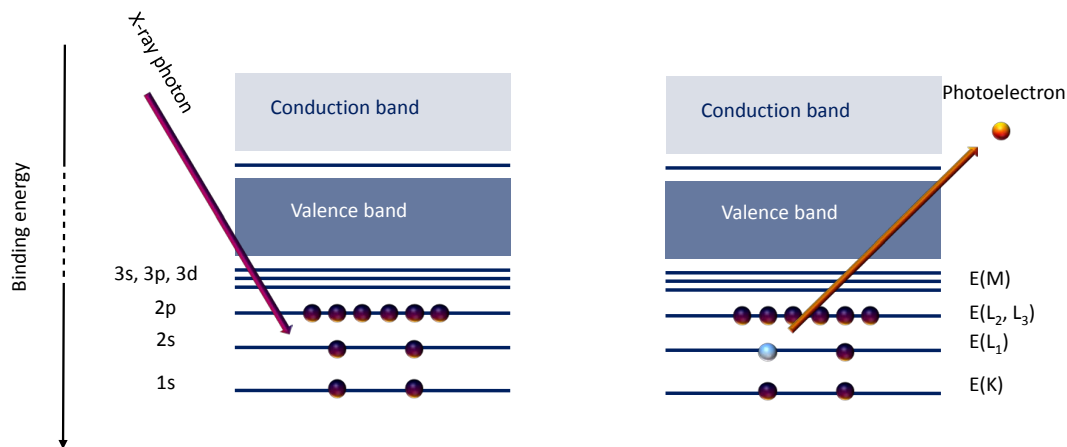 X-ray photon
Conduction band
Valence band
Binding energy
3s, 3p, 3d
2p
2s
1s
Photoelectron
Conduction band
Valence band
E(M)
E(L₂, L₃)
E(L₁)
E(K)